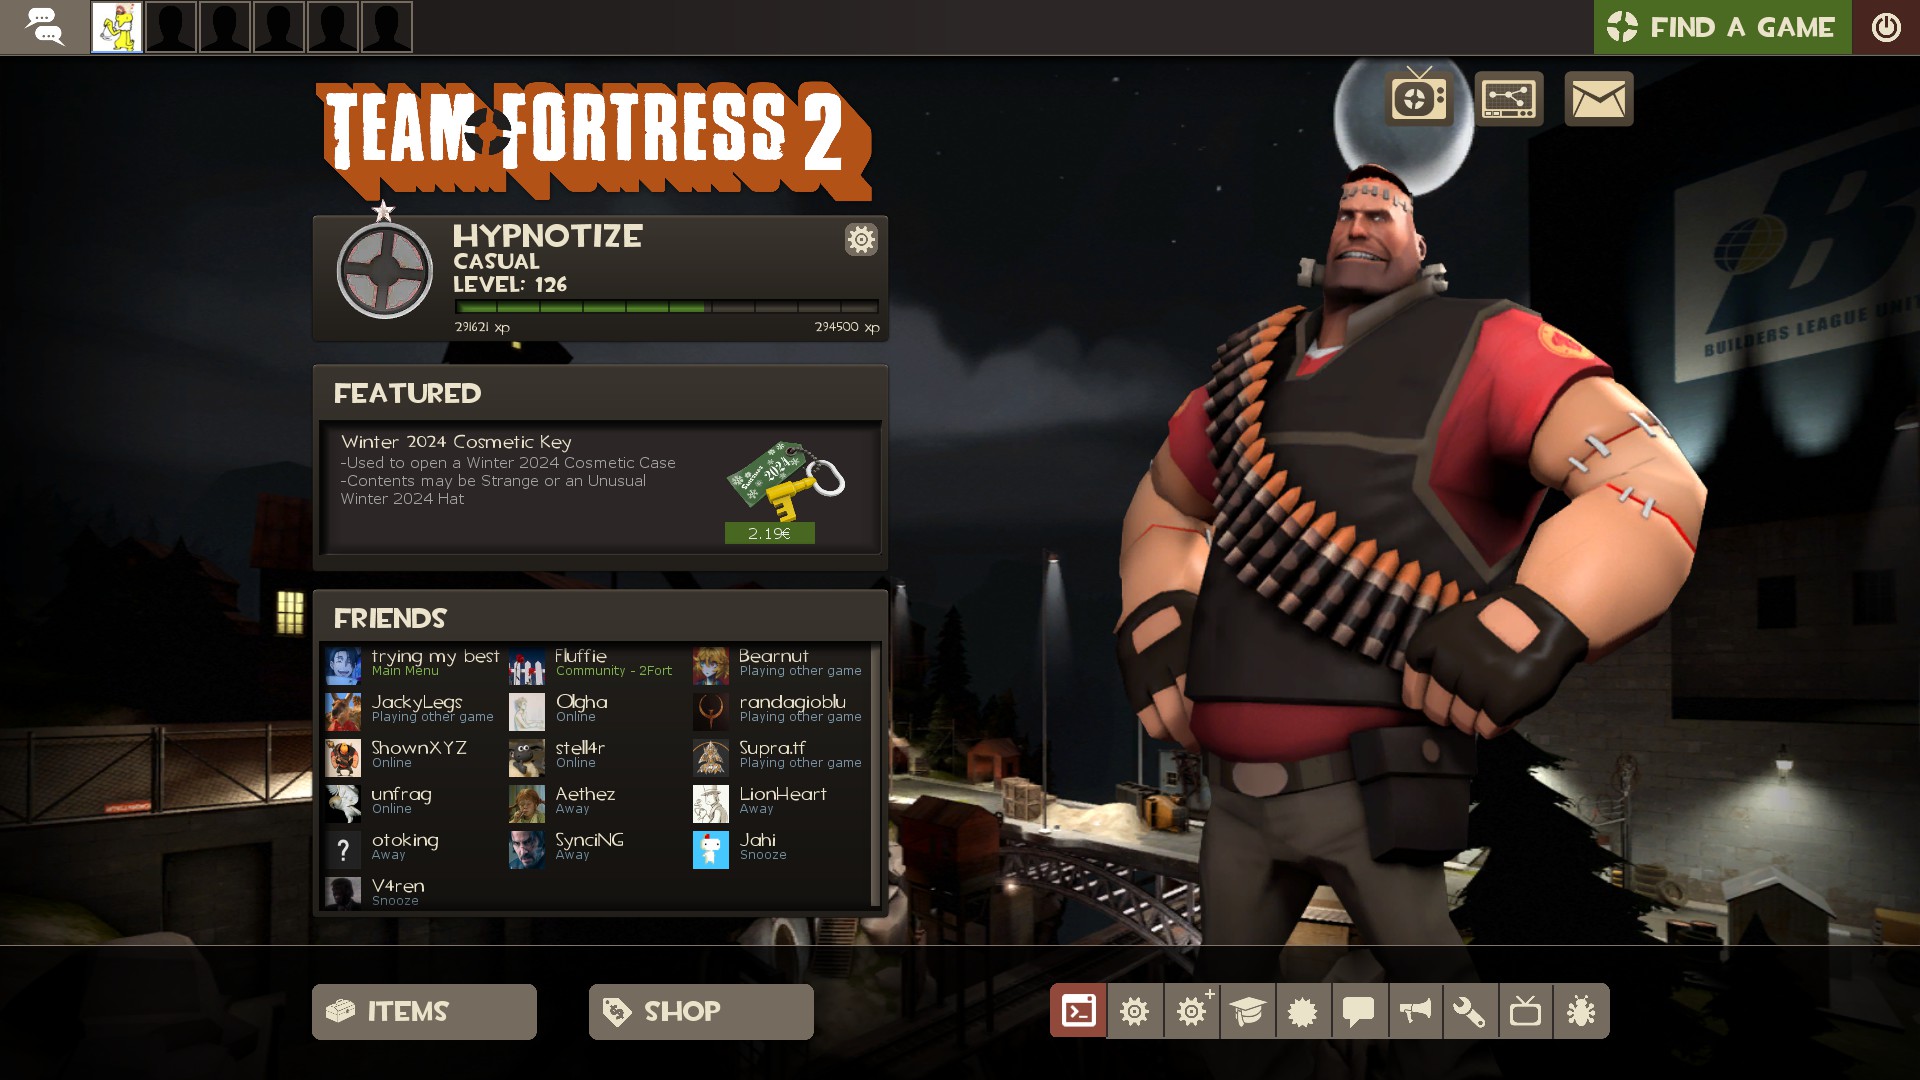 FIND A GAME
TEAM FORTRESS 2
HYPNOTIZE
CASUAL
LEVEL: 126
291621 xp
294500 xp
FEATURED
Winter 2024 Cosmetic Key
-Used to open a Winter 2024 Cosmetic Case
-Contents may be Strange or an Unusual
Winter 2024 Hat
2024
2.19€
FRIENDS
trying my best
Main Menu
Fluffie
Community - 2Fort
Bearnut
Playing other game
JackyLegs
Playing other game
Olgha
Online
randagioblu
Playing other game
ShownXYZ
Online
stell4r
Online
Supra.tf
Playing other game
unfrag
Online
Aethez
Away
LionHeart
Away
?
otoking
Away
SynciNG
Away
Jahi
Snooze
V4ren
Snooze
B
BUILDERS LEAGUE UNIT
ITEMS
SHOP